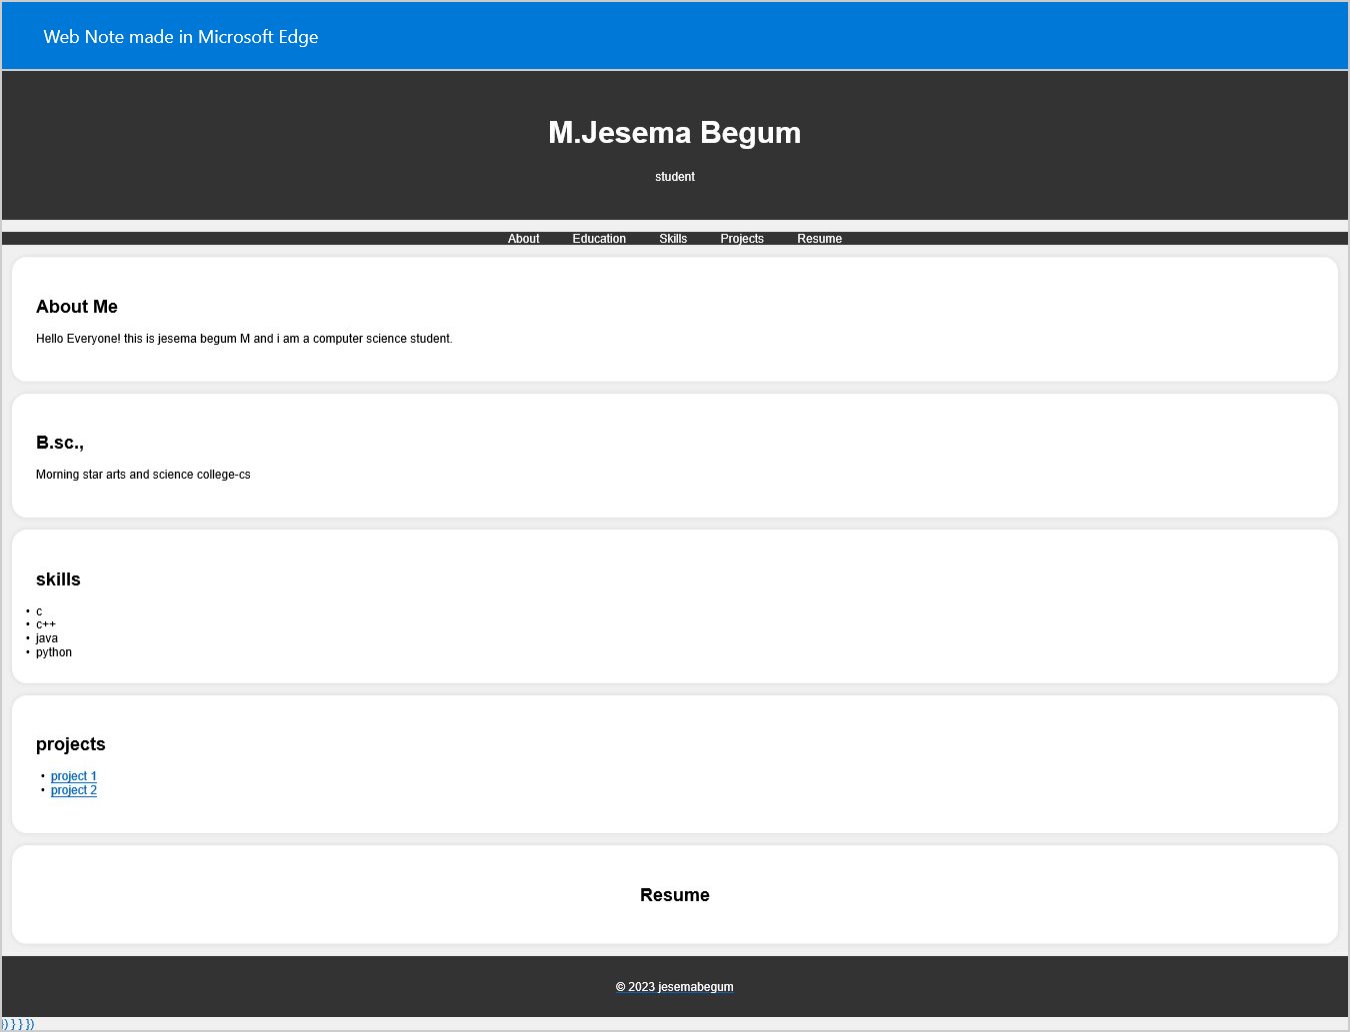 Web Note made in Microsoft Edge
M.Jesema Begum
student
About Education Skills Projects Resume
About Me
Hello Everyone! this is jesema begum M and i am a computer science student.
B.sc.,
Morning star arts and science college-cs
skills
• c
• c++
• java
• python
projects
• project 1
• project 2
Resume
© 2023 jesemabegum
}) } } })